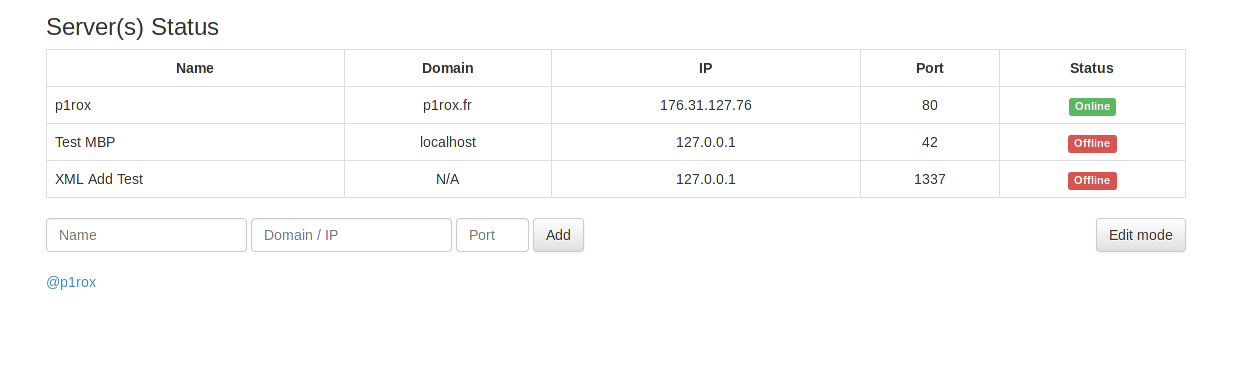 Server(s) Status
Name Domain IP Port Status
p1rox p1rox.fr 176.31.127.76 80 Online
Test MBP localhost 127.0.0.1 42 Offline
XML Add Test N/A 127.0.0.1 1337 Offline
Name Domain / IP Port Add Edit mode
@p1rox